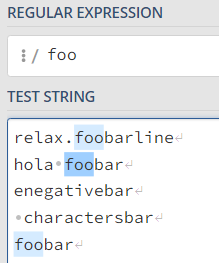 REGULAR EXPRESSION
⋮/ foo
TEST STRING
relax.foobarline↵
hola·foobar↵
enegativebar↵
·charactersbar↵
foobar↵